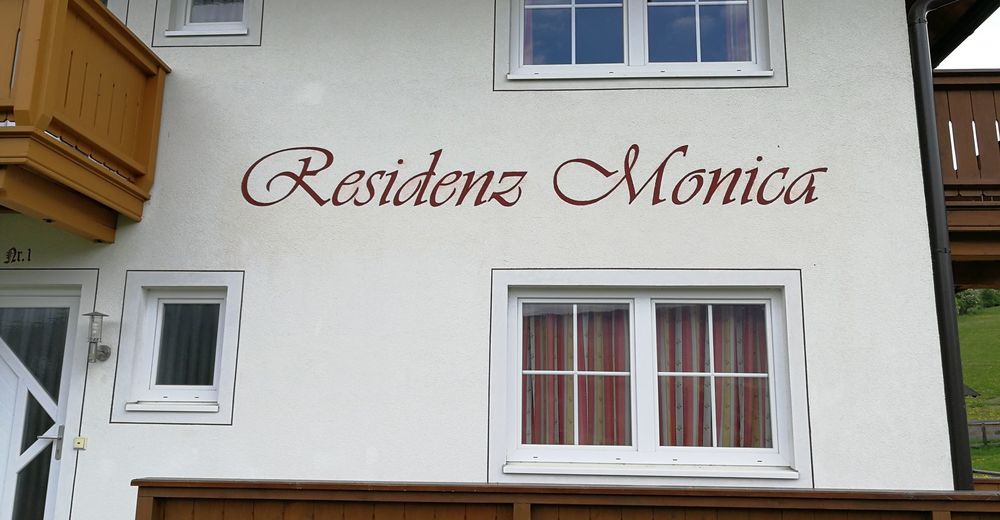 Residenz Monica
Nr. 1